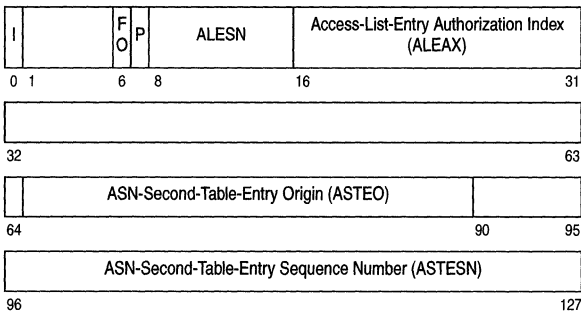 I F O P ALESN Access-List-Entry Authorization Index (ALEAX)
0 1 6 8 16 31
32 63
ASN-Second-Table-Entry Origin (ASTEO)
64 90 95
ASN-Second-Table-Entry Sequence Number (ASTESN)
96 127